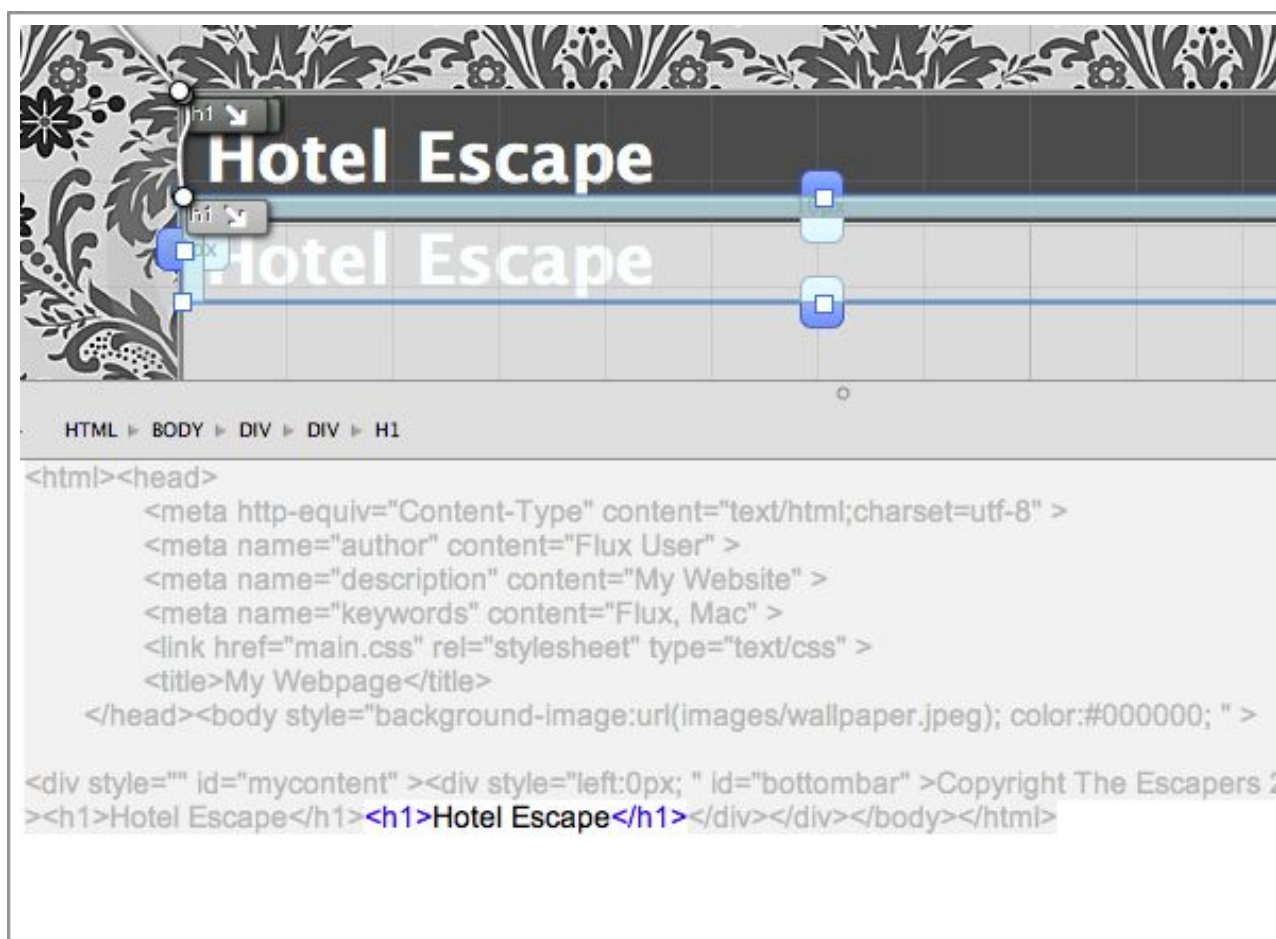 h1
Hotel Escape
h1
px
Hotel Escape
HTML ▸ BODY ▸ DIV ▸ DIV ▸ H1
<html><head>
<meta http-equiv="Content-Type" content="text/html;charset=utf-8" >
<meta name="author" content="Flux User" >
<meta name="description" content="My Website" >
<meta name="keywords" content="Flux, Mac" >
<link href="main.css" rel="stylesheet" type="text/css" >
<title>My Webpage</title>
</head><body style="background-image:url(images/wallpaper.jpeg); color:#000000; " >
<div style="" id="mycontent" ><div style="left:0px; " id="bottombar" >Copyright The Escapers 2
><h1>Hotel Escape</h1><h1>Hotel Escape</h1></div></div></body></html>